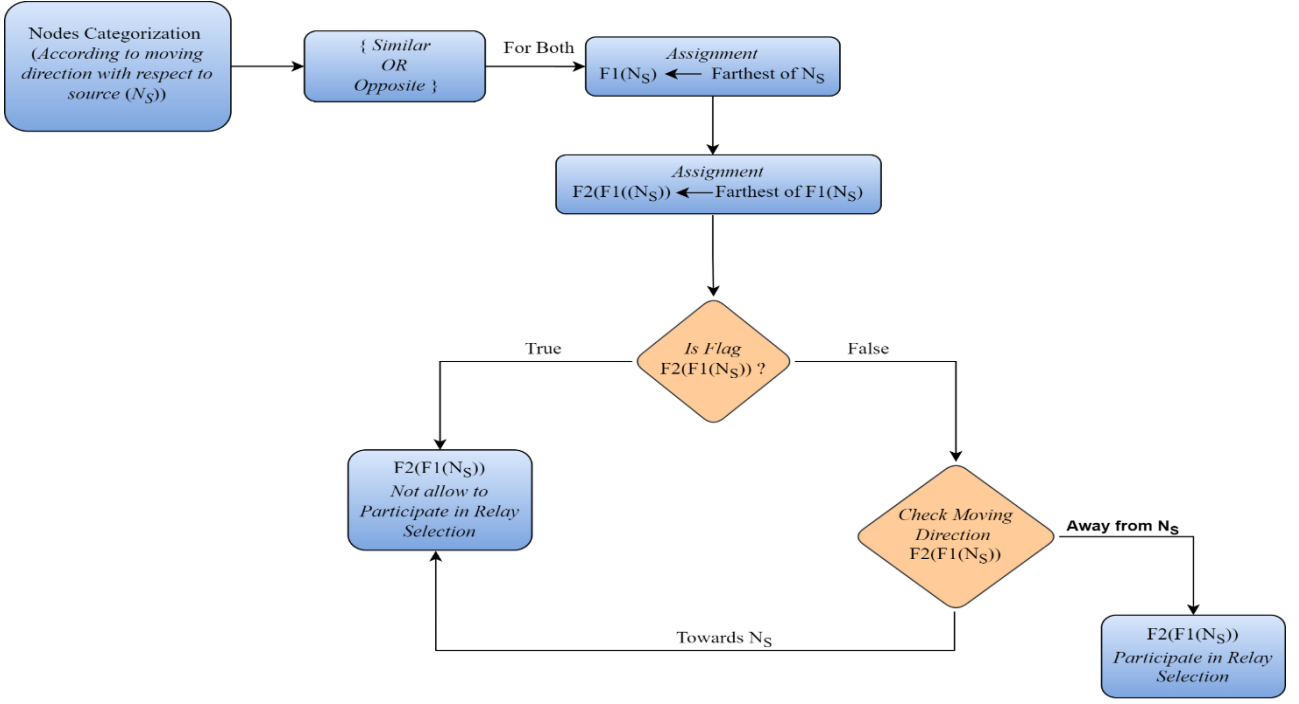 Nodes Categorization
(According to moving
direction with respect to
source (NS))
{ Similar
OR
Opposite }
For Both
Assignment
F1(NS) ← Farthest of NS
Assignment
F2(F1((NS)) ← Farthest of F1(NS)
Is Flag
F2(F1(NS)) ?
True
False
F2(F1(NS))
Not allow to
Participate in Relay
Selection
Check Moving
Direction
F2(F1(NS))
Away from NS
Towards NS
F2(F1(NS))
Participate in Relay
Selection